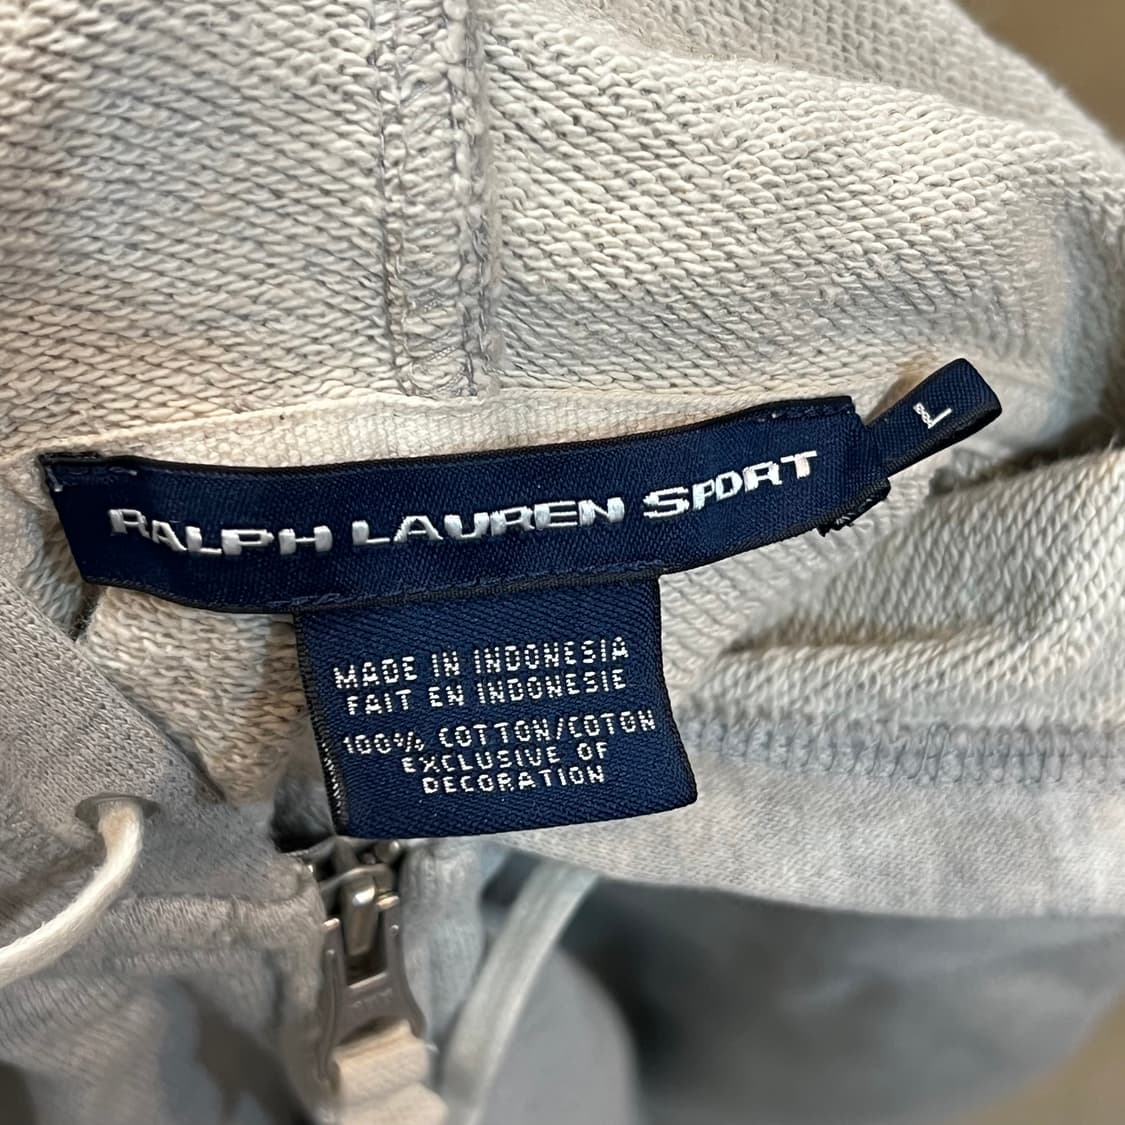 RALPH LAUREN SPORT
L
MADE IN INDONESIA
FAIT EN INDONESIE
100% COTTON/COTON
EXCLUSIVE OF
DECORATION